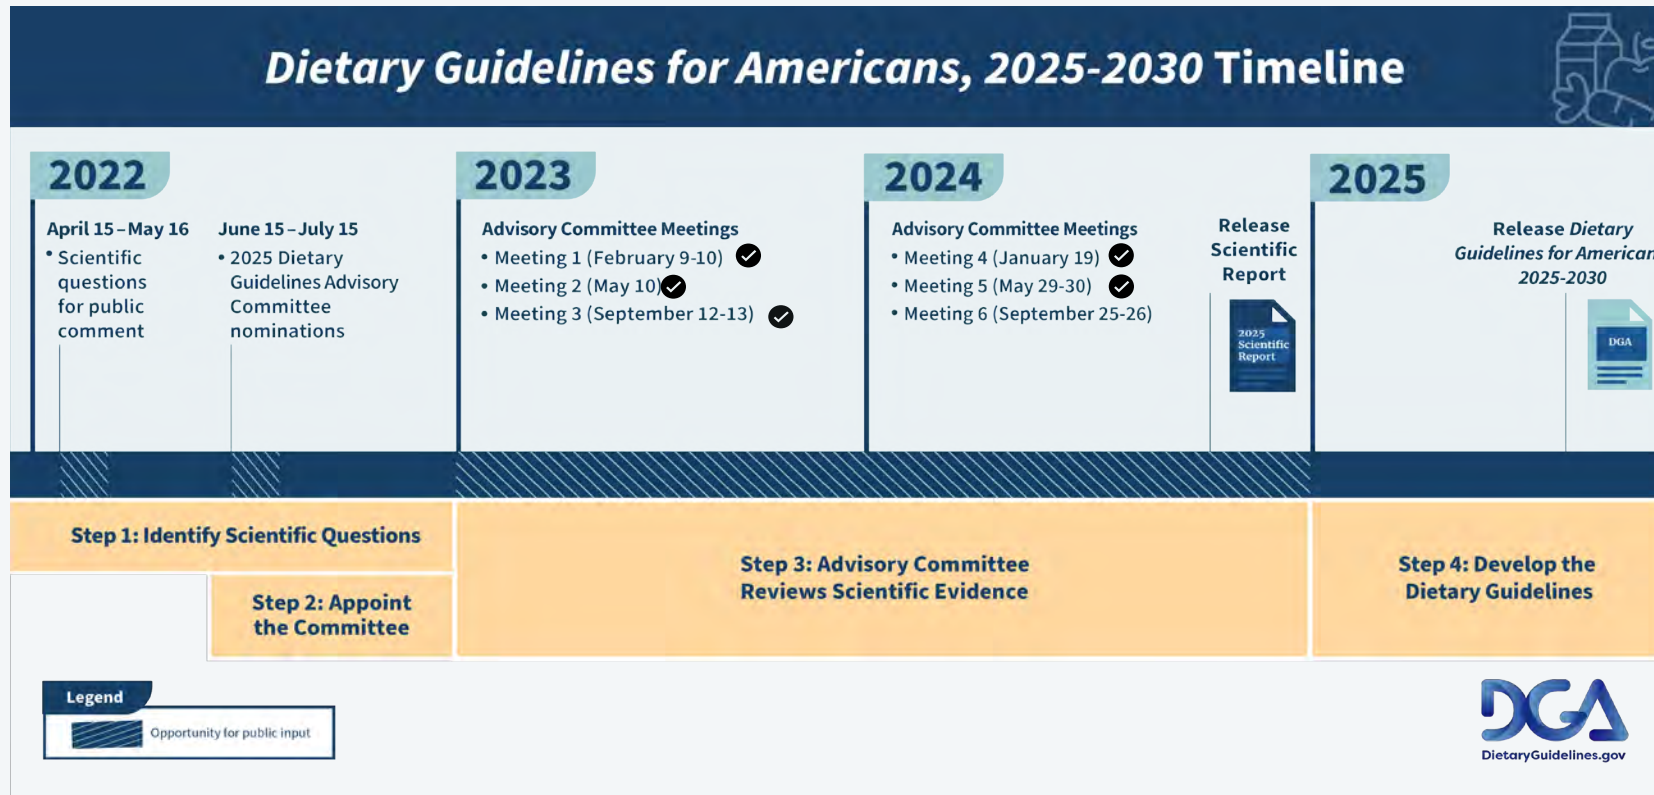 Dietary Guidelines for Americans, 2025-2030 Timeline
2022
April 15–May 16
• Scientific
questions
for public
comment
June 15–July 15
• 2025 Dietary
Guidelines Advisory
Committee
nominations
2023
Advisory Committee Meetings
• Meeting 1 (February 9-10)
• Meeting 2 (May 10)
• Meeting 3 (September 12-13)
2024
Advisory Committee Meetings
• Meeting 4 (January 19)
• Meeting 5 (May 29-30)
• Meeting 6 (September 25-26)
Release
Scientific
Report
2025
Scientific
Report
2025
Release Dietary
Guidelines for American
2025-2030
DGA
Step 1: Identify Scientific Questions
Step 2: Appoint
the Committee
Step 3: Advisory Committee
Reviews Scientific Evidence
Step 4: Develop the
Dietary Guidelines
Legend
Opportunity for public input
DGA
DietaryGuidelines.gov